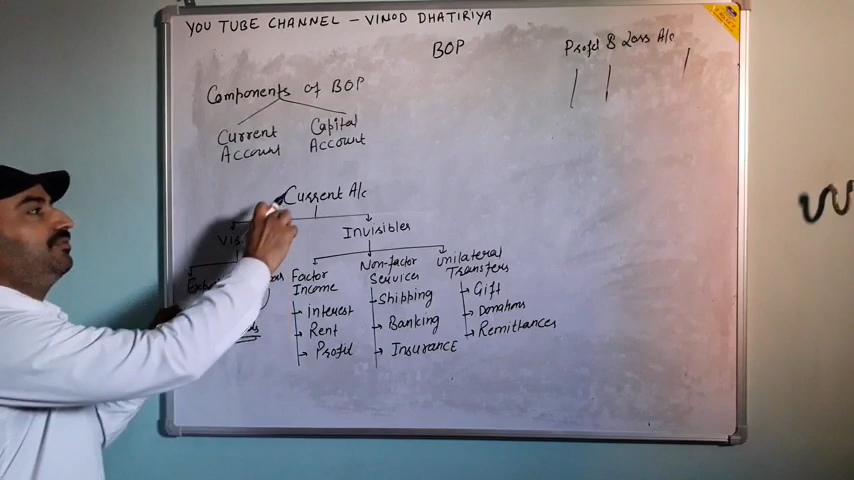 YOU TUBE CHANNEL - VINOD DHATIRIYA
BOP
Profit & Loss A/c
Components of BOP
Current
Account
Capital
Account
Current A/c
Invisibles
Factor
Income
→ interest
→ Rent
→ Profit
Non-factor
Services
→ Shipping
→ Banking
→ Insurance
Unilateral
Transfers
→ Gift
→ Donations
→ Remittances